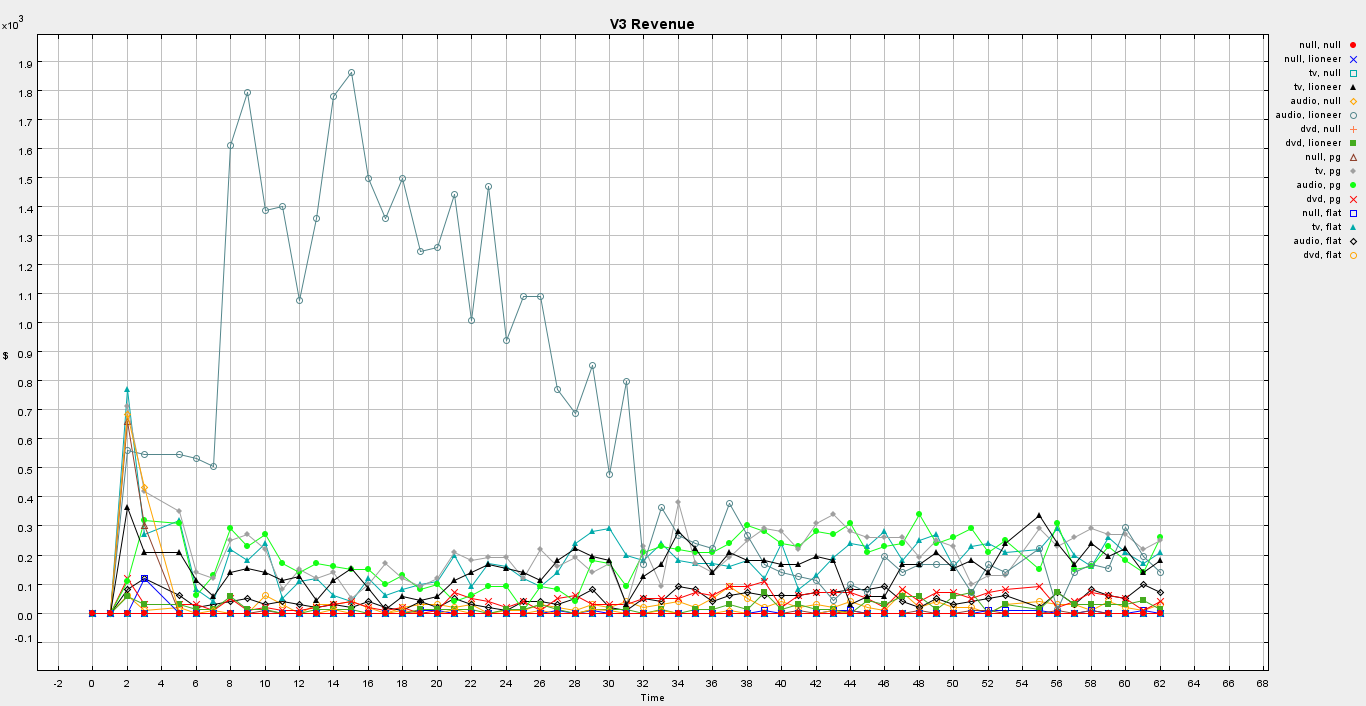 V3 Revenue
x10^3
1.9
1.8
1.7
1.6
1.5
1.4
1.3
1.2
1.1
1.0
0.9
0.8
0.7
0.6
0.5
0.4
0.3
0.2
0.1
0.0
-0.1
$
-2 0 2 4 6 8 10 12 14 16 18 20 22 24 26 28 30 32 34 36 38 40 42 44 46 48 50 52 54 56 58 60 62 64 66 68
Time
null, null
null, lioneer
tv, null
tv, lioneer
audio, null
audio, lioneer
dvd, null
dvd, lioneer
null, pg
tv, pg
audio, pg
dvd, pg
null, flat
tv, flat
audio, flat
dvd, flat